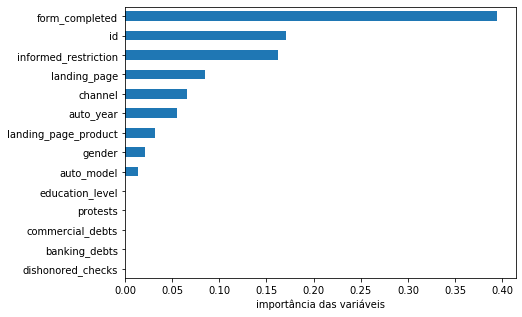 form_completed
id
informed_restriction
landing_page
channel
auto_year
landing_page_product
gender
auto_model
education_level
protests
commercial_debts
banking_debts
dishonored_checks
0.00 0.05 0.10 0.15 0.20 0.25 0.30 0.35 0.40
importância das variáveis